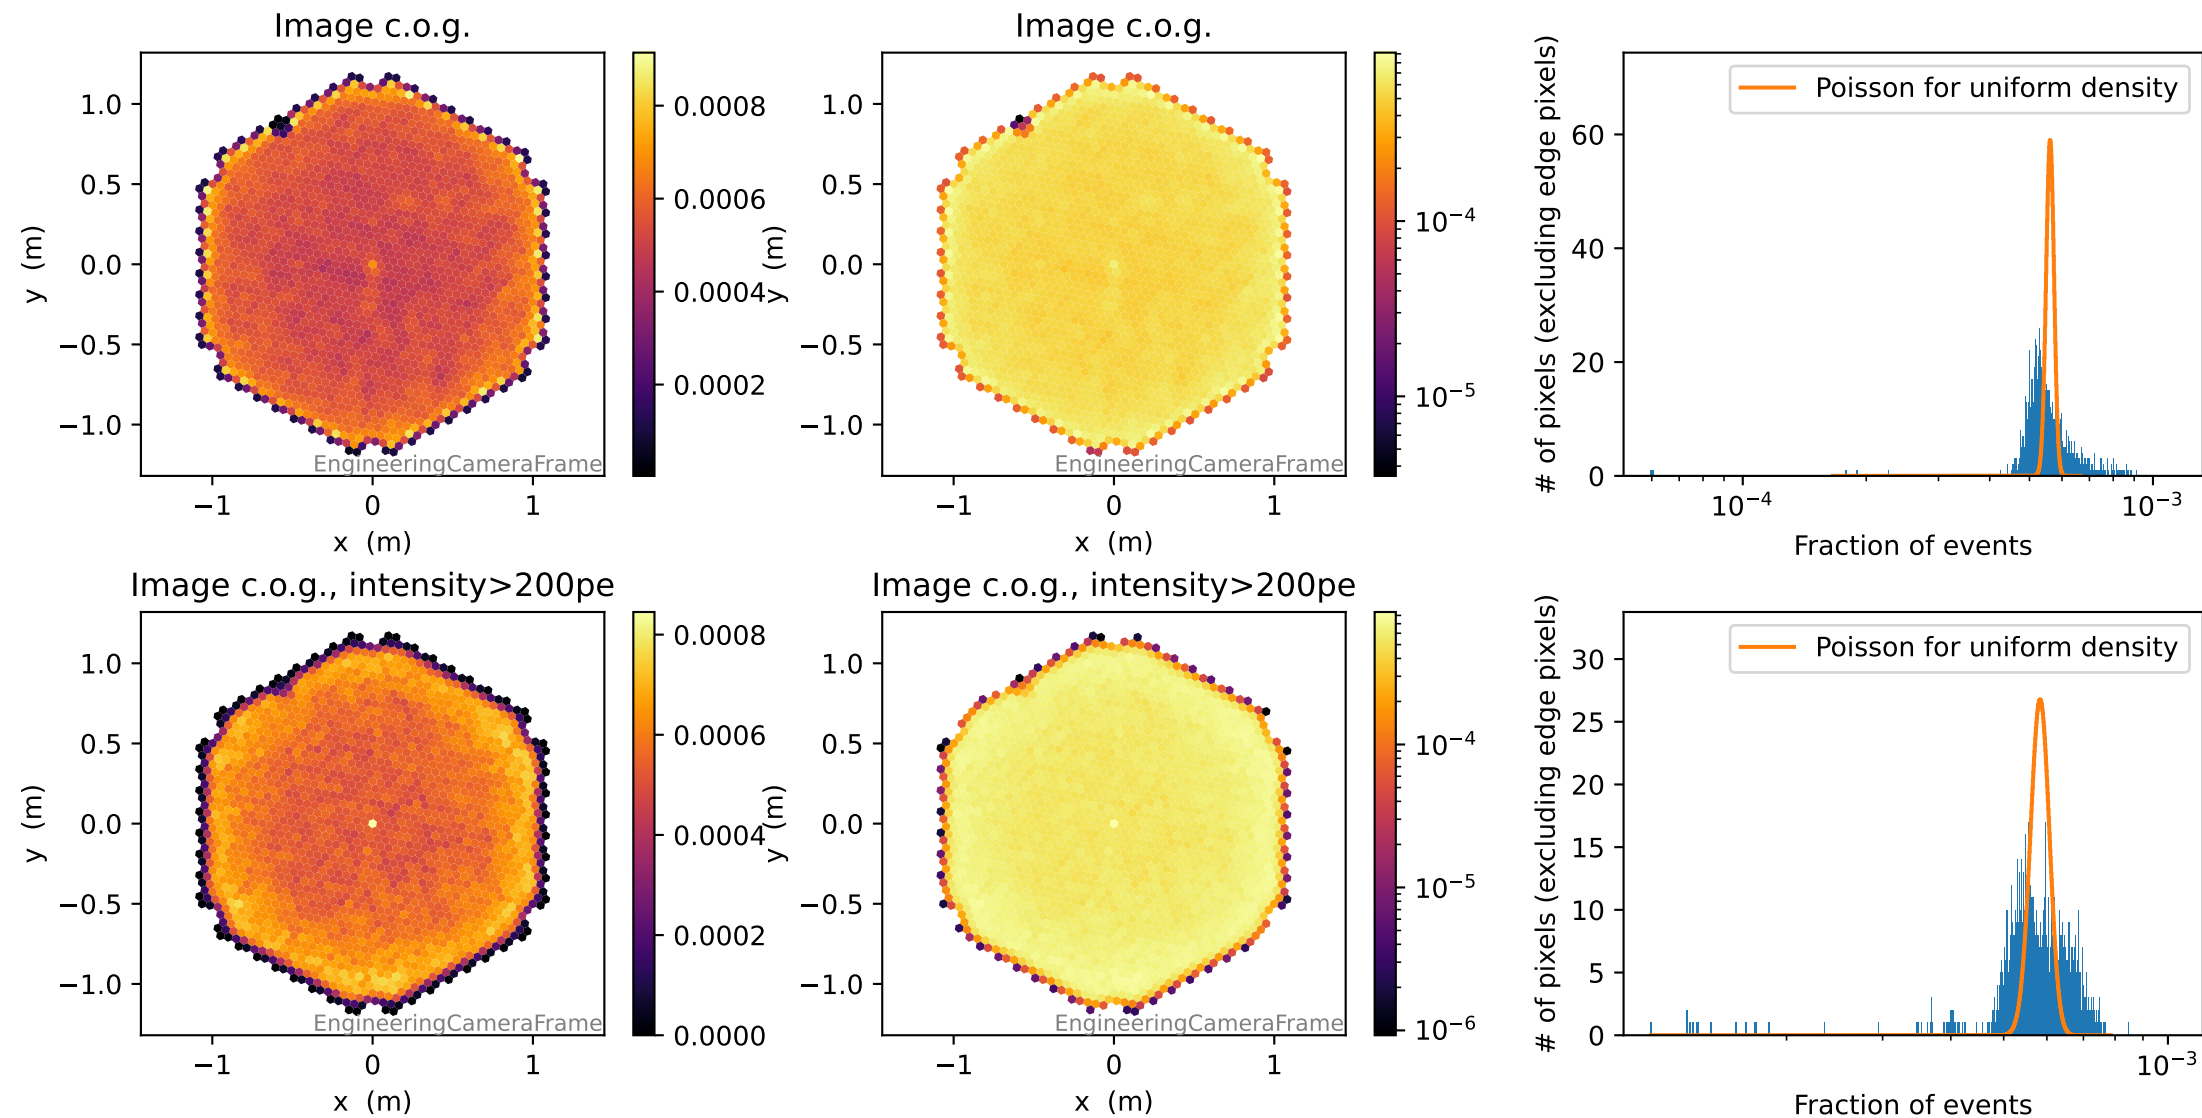 Image c.o.g.
1.0
0.5
0.0
−0.5
−1.0
y (m)
−1
0
1
x (m)
EngineeringCameraFrame
0.0008
0.0006
0.0004
0.0002
Image c.o.g.
1.0
0.5
0.0
−0.5
−1.0
y (m)
−1
0
1
x (m)
EngineeringCameraFrame
10⁻⁴
10⁻⁵
# of pixels (excluding edge pixels)
60
40
20
0
Poisson for uniform density
10⁻⁴
10⁻³
Fraction of events
Image c.o.g., intensity>200pe
1.0
0.5
0.0
−0.5
−1.0
y (m)
−1
0
1
x (m)
EngineeringCameraFrame
0.0008
0.0006
0.0004
0.0002
0.0000
Image c.o.g., intensity>200pe
1.0
0.5
0.0
−0.5
−1.0
y (m)
−1
0
1
x (m)
EngineeringCameraFrame
10⁻⁴
10⁻⁵
10⁻⁶
# of pixels (excluding edge pixels)
30
25
20
15
10
5
0
Poisson for uniform density
10⁻³
Fraction of events